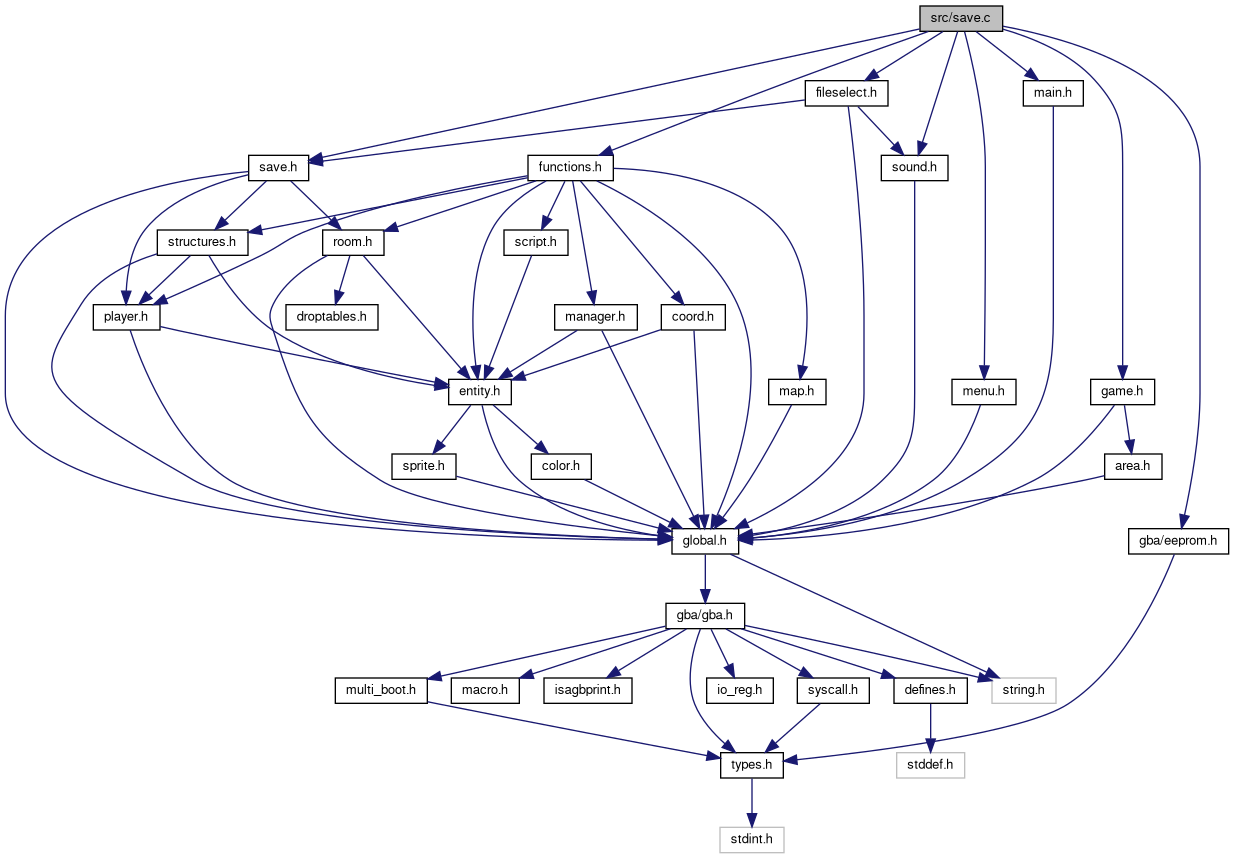 src/save.c
fileselect.h
main.h
save.h
functions.h
sound.h
structures.h
room.h
script.h
player.h
droptables.h
manager.h
coord.h
entity.h
map.h
menu.h
game.h
sprite.h
color.h
area.h
global.h
gba/eeprom.h
gba/gba.h
multi_boot.h
macro.h
isagbprint.h
io_reg.h
syscall.h
defines.h
string.h
types.h
stddef.h
stdint.h